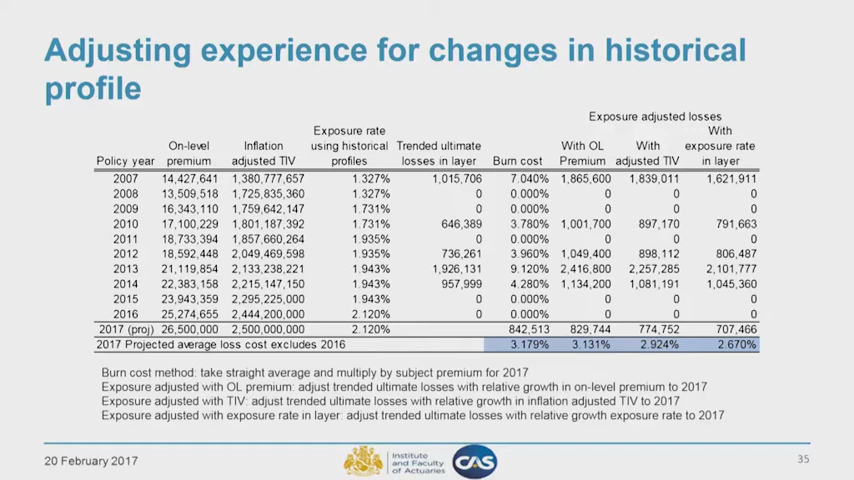 Adjusting experience for changes in historical
profile
Exposure adjusted losses
Exposure rate With
On-level Inflation using historical Trended ultimate With OL With exposure rate
Policy year premium adjusted TIV profiles losses in layer Burn cost Premium adjusted TIV in layer
2007 14,427,641 1,380,777,657 1.327% 1,015,706 7.040% 1,865,600 1,839,011 1,621,911
2008 13,509,518 1,725,835,360 1.327% 0 0.000% 0 0 0
2009 16,343,110 1,759,642,147 1.731% 0 0.000% 0 0 0
2010 17,100,229 1,801,187,392 1.731% 646,389 3.780% 1,001,700 897,170 791,663
2011 18,733,394 1,857,660,264 1.935% 0 0.000% 0 0 0
2012 18,592,448 2,049,469,598 1.935% 736,261 3.960% 1,049,400 898,112 806,487
2013 21,119,854 2,133,238,221 1.943% 1,926,131 9.120% 2,416,800 2,257,285 2,101,777
2014 22,383,158 2,215,147,150 1.943% 957,999 4.280% 1,134,200 1,081,191 1,045,360
2015 23,943,359 2,295,225,000 1.943% 0 0.000% 0 0 0
2016 25,274,655 2,444,200,000 2.120% 0 0.000% 0 0 0
2017 (proj) 26,500,000 2,500,000,000 2.120% 842,513 829,744 774,752 707,466
2017 Projected average loss cost excludes 2016 3.179% 3.131% 2.924% 2.670%
Burn cost method: take straight average and multiply by subject premium for 2017
Exposure adjusted with OL premium: adjust trended ultimate losses with relative growth in on-level premium to 2017
Exposure adjusted with TIV: adjust trended ultimate losses with relative growth in inflation adjusted TIV to 2017
Exposure adjusted with exposure rate in layer: adjust trended ultimate losses with relative growth exposure rate to 2017
20 February 2017
Institute
and Faculty
of Actuaries
CAS
35